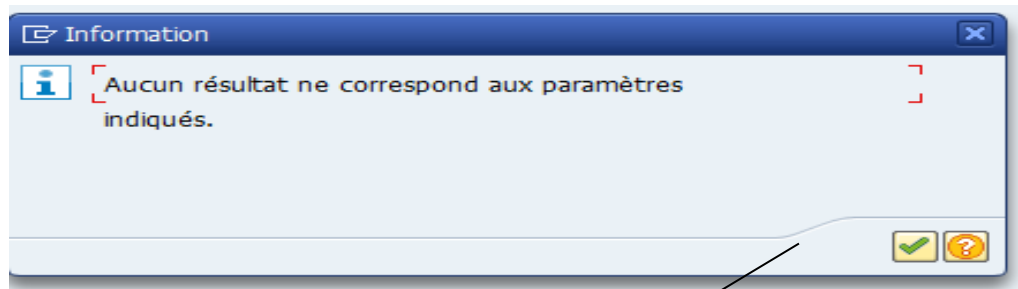 Information
Aucun résultat ne correspond aux paramètres
indiqués.